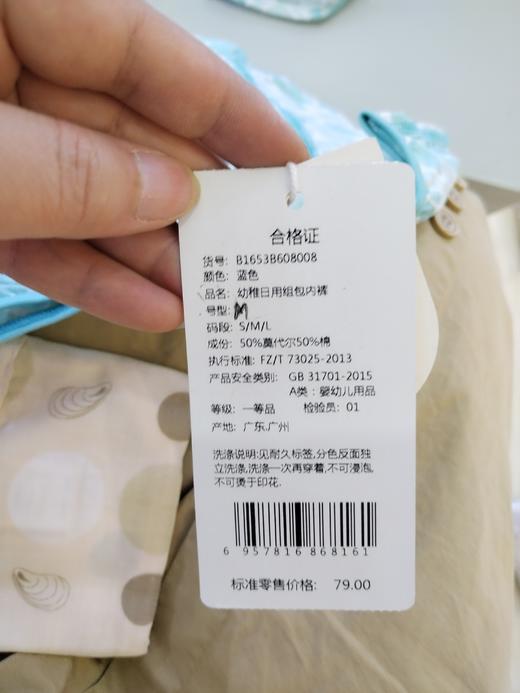 合格证
货号: B1653B608008
颜色: 蓝色
品名: 幼稚日用组包内裤
号型: M
码段: S/M/L
成份: 50%莫代尔50%棉
执行标准: FZ/T 73025-2013
产品安全类别: GB 31701-2015
A类: 婴幼儿用品
等级: 一等品 检验员: 01
产地: 广东.广州
洗涤说明:见耐久标签,分色反面独
立洗涤,洗涤一次再穿着,不可浸泡,
不可烫于印花.
6 957816 868161
标准零售价格: 79.00